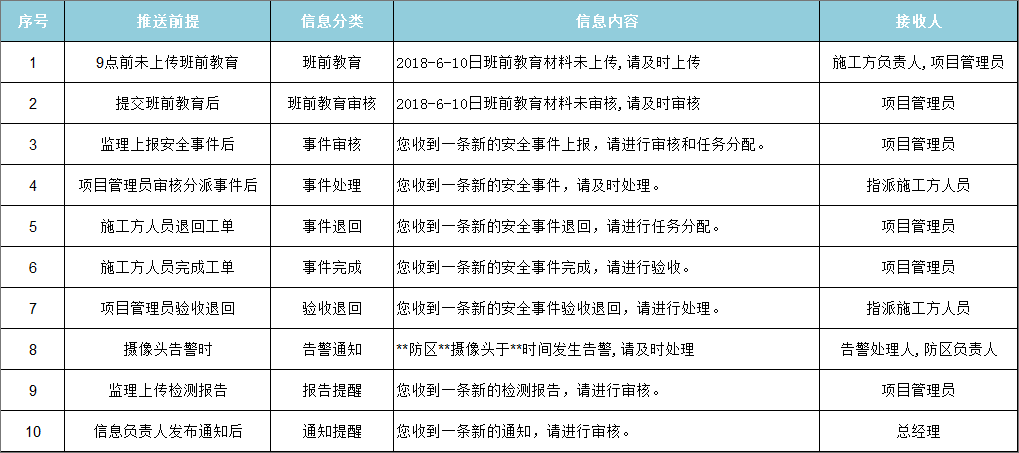 序号 推送前提 信息分类 信息内容 接收人
1 9点前未上传班前教育 班前教育 2018-6-10日班前教育材料未上传,请及时上传 施工方负责人,项目管理员
2 提交班前教育后 班前教育审核 2018-6-10日班前教育材料未审核,请及时审核 项目管理员
3 监理上报安全事件后 事件审核 您收到一条新的安全事件上报，请进行审核和任务分配。 项目管理员
4 项目管理员审核分派事件后 事件处理 您收到一条新的安全事件，请及时处理。 指派施工方人员
5 施工方人员退回工单 事件退回 您收到一条新的安全事件退回，请进行任务分配。 项目管理员
6 施工方人员完成工单 事件完成 您收到一条新的安全事件完成，请进行验收。 项目管理员
7 项目管理员验收退回 验收退回 您收到一条新的安全事件验收退回，请进行处理。 指派施工方人员
8 摄像头告警时 告警通知 **防区**摄像头于**时间发生告警,请及时处理 告警处理人,防区负责人
9 监理上传检测报告 报告提醒 您收到一条新的检测报告，请进行审核。 项目管理员
10 信息负责人发布通知后 通知提醒 您收到一条新的通知，请进行审核。 总经理